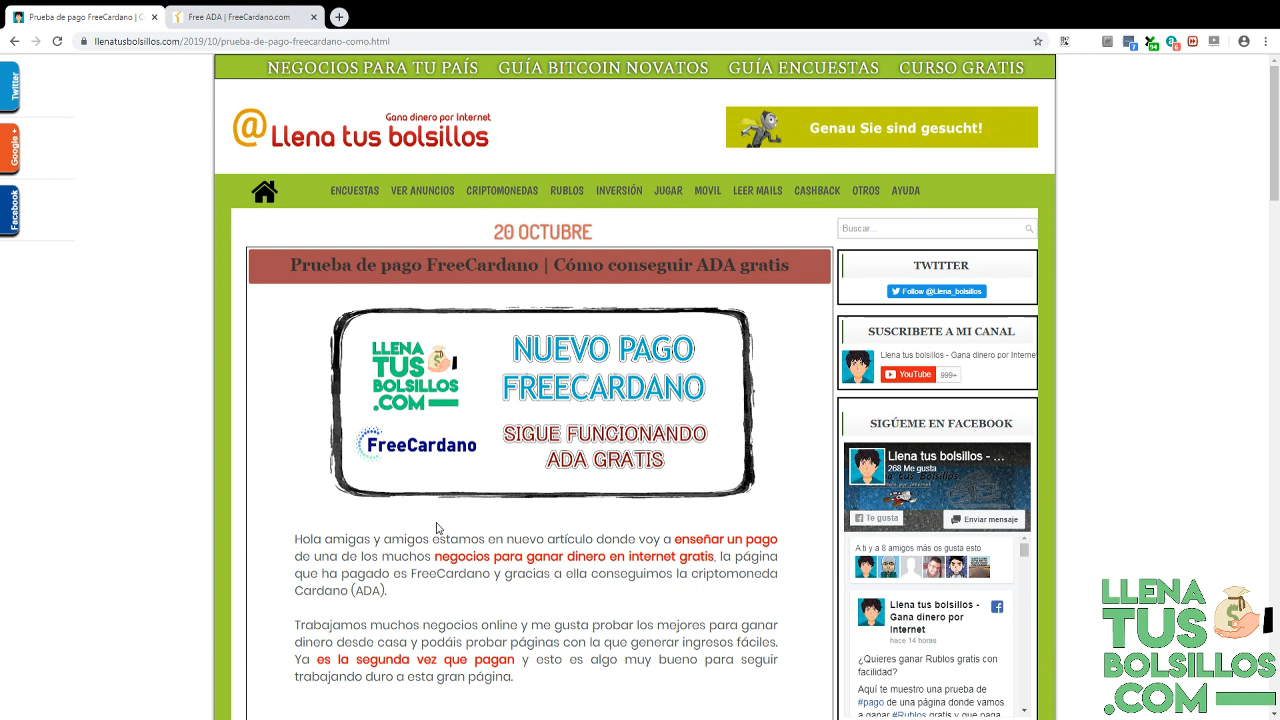 Prueba de pago FreeCardano | C
Free ADA | FreeCardano.com
llenatusbolsillos.com/2019/10/prueba-de-pago-freecardano-como.html
94
6
Twitter
Google +
Facebook
NEGOCIOS PARA TU PAÍS GUÍA BITCOIN NOVATOS GUÍA ENCUESTAS CURSO GRATIS
Gana dinero por Internet
@Llena tus bolsillos
Genau Sie sind gesucht!
ENCUESTAS VER ANUNCIOS CRIPTOMONEDAS RUBLOS INVERSIÓN JUGAR MOVIL LEER MAILS CASHBACK OTROS AYUDA
20 OCTUBRE
Prueba de pago FreeCardano | Cómo conseguir ADA gratis
LLENA
TUS
BOLSILLOS
.COM
FreeCardano
NUEVO PAGO
FREECARDANO
SIGUE FUNCIONANDO
ADA GRATIS
Hola amigas y amigos estamos en nuevo artículo donde voy a enseñar un pago
de una de los muchos negocios para ganar dinero en internet gratis, la página
que ha pagado es FreeCardano y gracias a ella conseguimos la criptomoneda
Cardano (ADA).
Trabajamos muchos negocios online y me gusta probar los mejores para ganar
dinero desde casa y podáis probar páginas con la que generar ingresos fáciles.
Ya es la segunda vez que pagan y esto es algo muy bueno para seguir
trabajando duro a esta gran página.
Buscar...
TWITTER
Follow @Llena_bolsillos
SUSCRIBETE A MI CANAL
Llena tus bolsillos - Gana dinero por Interne
YouTube 999+
SIGÚEME EN FACEBOOK
Llena tus bolsillos - ...
268 Me gusta
Te gusta
Enviar mensaje
A ti y a 8 amigos más os gusta esto
Llena tus bolsillos -
Gana dinero por
Internet
hace 14 horas
¿Quieres ganar Rublos gratis con
facilidad?
Aquí te muestro una prueba de
#pago de una página donde vamos
a ganar #Rublos gratis y que paga
LLENA
TUS
BOLSILLOS
.COM